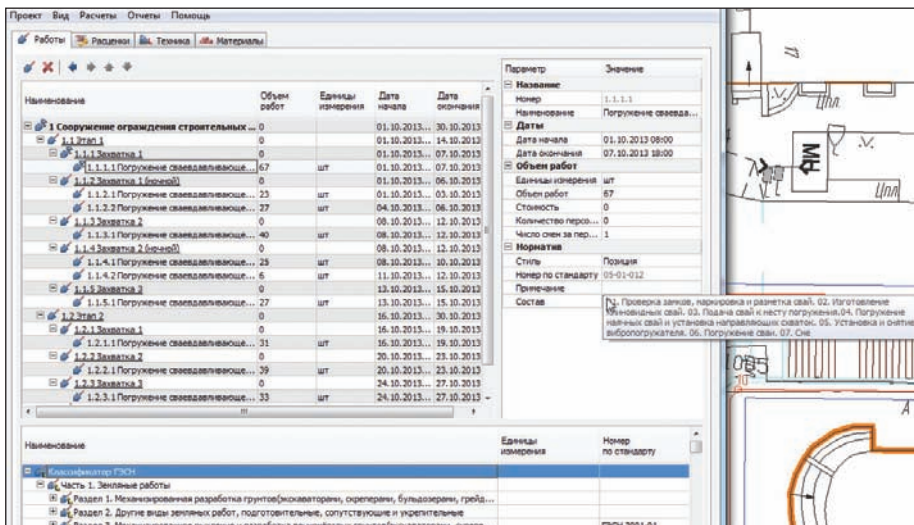 Проект Вид Расчеты Отчеты Помощь
Работы Расценки Техника Материалы
Наименование Объем работ Единицы измерения Дата начала Дата окончания
1 Сооружение ограждения строительных ... 0 01.10.2013... 30.10.2013
1.1 Этап 1 0 01.10.2013... 14.10.2013
1.1.1 Захватка 1 0 01.10.2013... 07.10.2013
1.1.1.1 Погружение сваевдавливающе... 67 шт 01.10.2013... 07.10.2013
1.1.2 Захватка 1 (ночной) 0 01.10.2013... 06.10.2013
1.1.2.1 Погружение сваевдавливающе... 23 шт 01.10.2013... 03.10.2013
1.1.2.2 Погружение сваевдавливающе... 27 шт 04.10.2013... 06.10.2013
1.1.3 Захватка 2 0 08.10.2013... 12.10.2013
1.1.3.1 Погружение сваевдавливающе... 40 шт 08.10.2013... 12.10.2013
1.1.4 Захватка 2 (ночной) 0 08.10.2013... 12.10.2013
1.1.4.1 Погружение сваевдавливающе... 25 шт 08.10.2013... 10.10.2013
1.1.4.2 Погружение сваевдавливающе... 6 шт 11.10.2013... 12.10.2013
1.1.5 Захватка 3 0 13.10.2013... 15.10.2013
1.1.5.1 Погружение сваевдавливающе... 27 шт 13.10.2013... 15.10.2013
1.2 Этап 2 0 16.10.2013... 30.10.2013
1.2.1 Захватка 1 0 16.10.2013... 19.10.2013
1.2.1.1 Погружение сваевдавливающе... 31 шт 16.10.2013... 19.10.2013
1.2.2 Захватка 2 0 20.10.2013... 23.10.2013
1.2.2.1 Погружение сваевдавливающе... 39 шт 20.10.2013... 23.10.2013
1.2.3 Захватка 3 0 24.10.2013... 27.10.2013
1.2.3.1 Погружение сваевдавливающе... 33 шт 24.10.2013... 27.10.2013
Параметр Значение
Название
Номер 1.1.1.1
Наименование Погружение сваевда...
Даты
Дата начала 01.10.2013 08:00
Дата окончания 07.10.2013 18:00
Объем работ
Единицы измерения шт
Объем работ 67
Стоимость 0
Количество персо... 0
Число смен за пер... 1
Норматив
Стиль Позиция
Номер по стандарту 05-01-012
Примечание
Состав
01. Проверка замков, маркировка и разметка свай. 02. Изготовление
клиновидных свай. 03. Подача свай к месту погружения.04. Погружение
маячных свай и установка направляющих схваток. 05. Установка и снятие
вибропогружателя. 06. Погружение сваи. 07. Сне
Наименование Единицы измерения Номер по стандарту
Классификатор ГЭСН
Часть 1. Земляные работы
Раздел 1. Механизированная разработка грунтов(экскаваторами, скреперами, бульдозерами, грейд...
Раздел 2. Другие виды земляных работ, подготовительные, сопутствующие и укрепительные
Цпл
МН
Цпл
1085
10
А